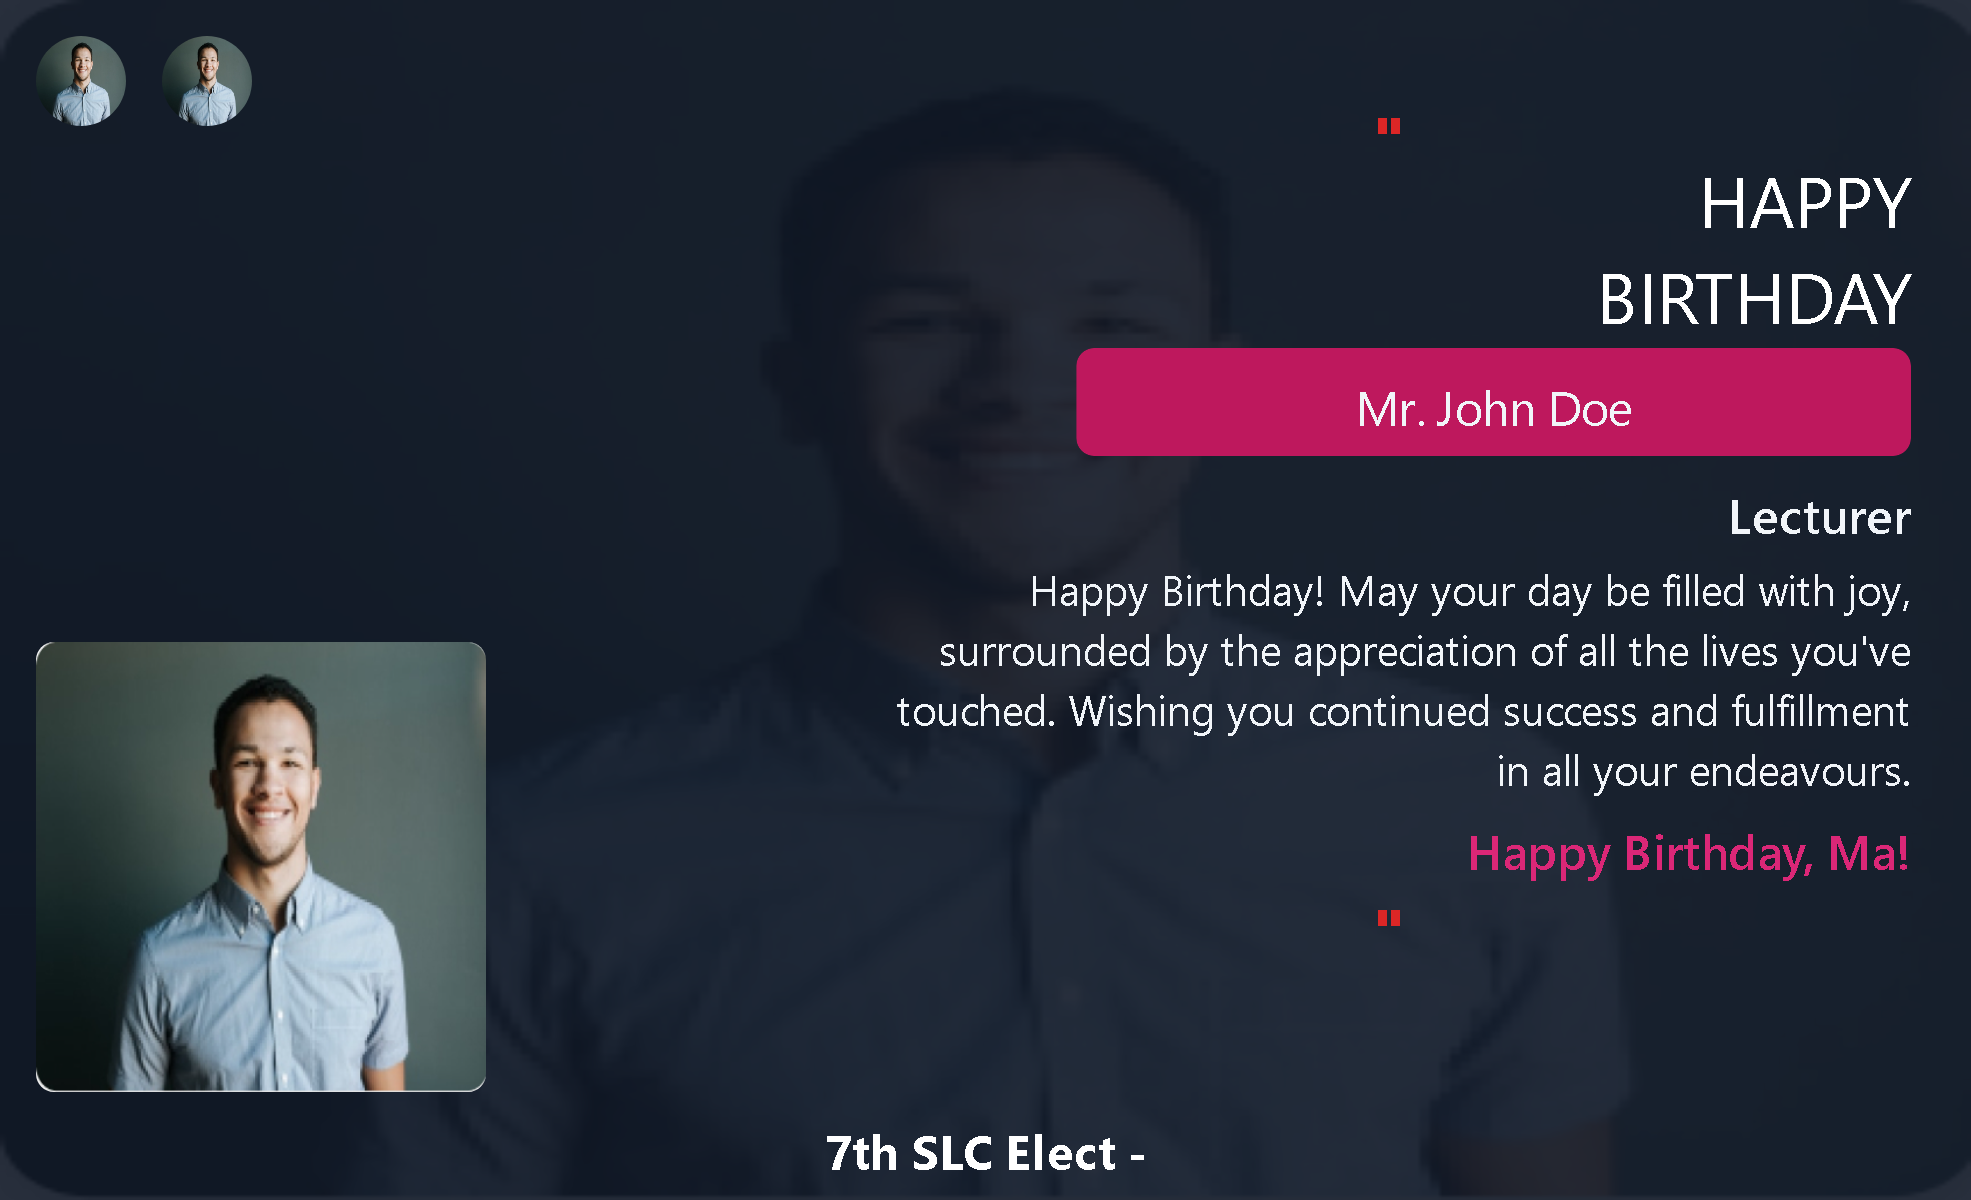 "
HAPPY
BIRTHDAY
Mr. John Doe
Lecturer
Happy Birthday! May your day be filled with joy,
surrounded by the appreciation of all the lives you've
touched. Wishing you continued success and fulfillment
in all your endeavours.
Happy Birthday, Ma!
"
7th SLC Elect -